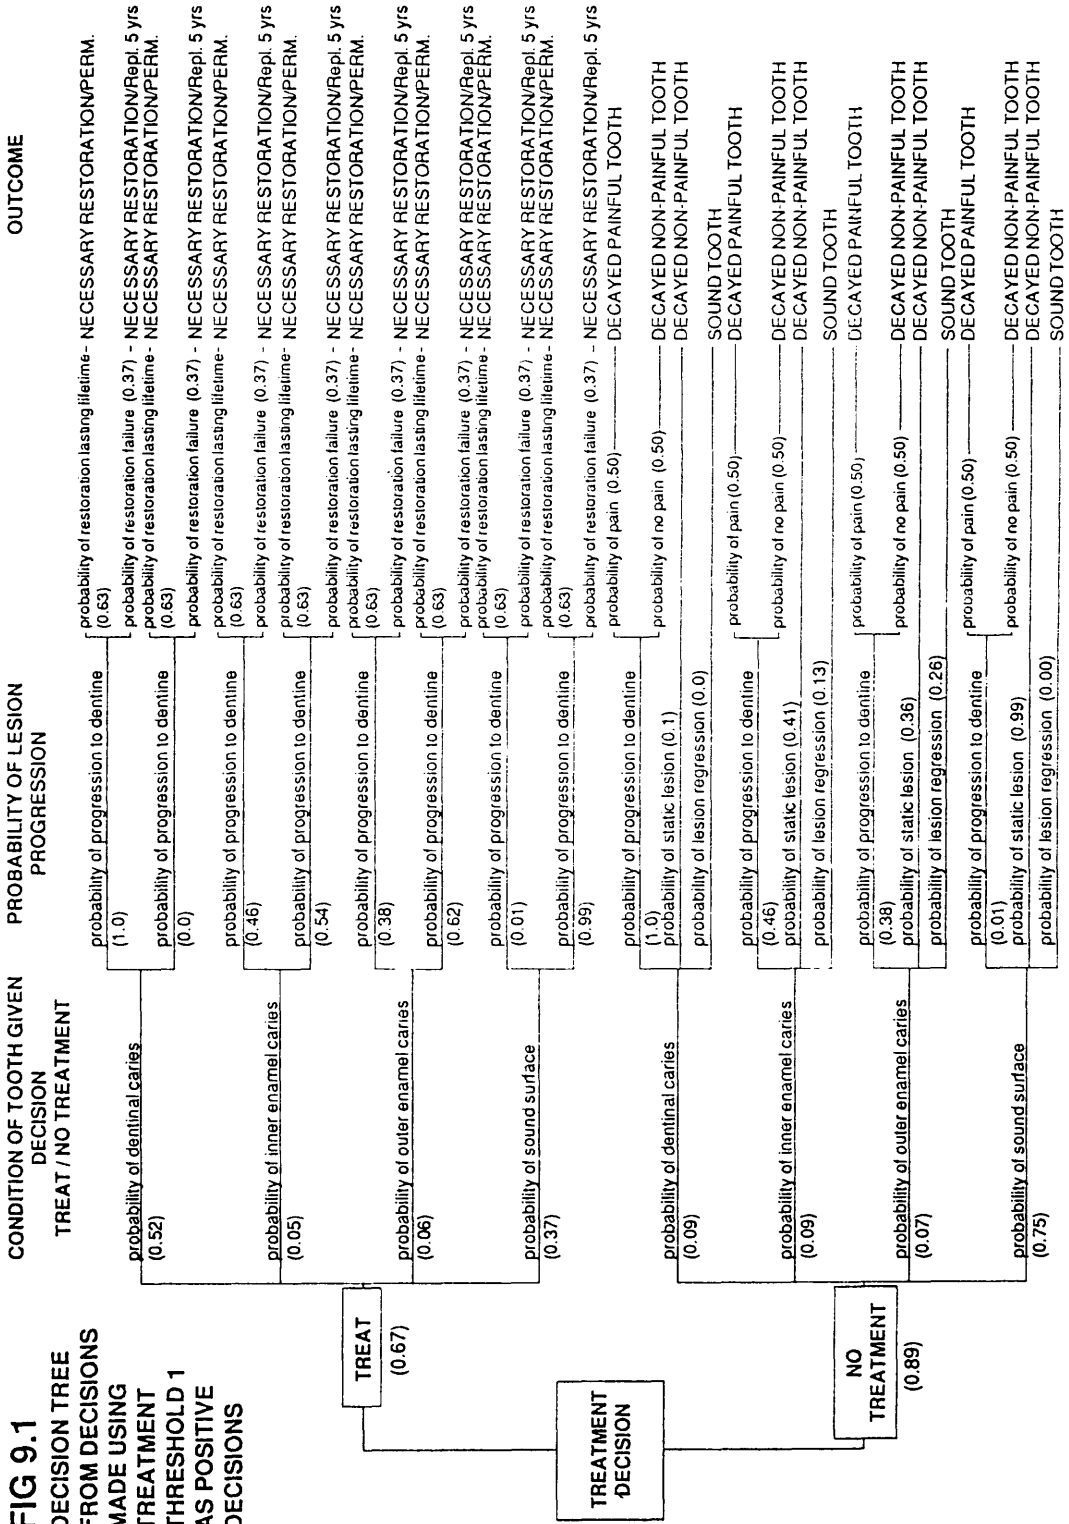 FIG 9.1
DECISION TREE
FROM DECISIONS
MADE USING
TREATMENT
THRESHOLD 1
AS POSITIVE
DECISIONS
CONDITION OF TOOTH GIVEN
DECISION
TREAT / NO TREATMENT
PROBABILITY OF LESION
PROGRESSION
OUTCOME
TREATMENT
DECISION
TREAT
(0.67)
NO
TREATMENT
(0.89)
probability of dentinal caries
(0.52)
probability of inner enamel caries
(0.05)
probability of outer enamel caries
(0.06)
probability of sound surface
(0.37)
probability of dentinal caries
(0.09)
probability of inner enamel caries
(0.09)
probability of outer enamel caries
(0.07)
probability of sound surface
(0.75)
probability of progression to dentine
(1.0)
probability of progression to dentine
(0.0)
probability of progression to dentine
(0.46)
probability of progression to dentine
(0.54)
probability of progression to dentine
(0.38)
probability of progression to dentine
(0.62)
probability of progression to dentine
(0.01)
probability of progression to dentine
(0.99)
probability of progression to dentine
(1.0)
probability of static lesion (0.1)
probability of lesion regression (0.0)
probability of progression to dentine
(0.46)
probability of static lesion (0.41)
probability of lesion regression (0.13)
probability of progression to dentine
(0.38)
probability of static lesion (0.36)
probability of lesion regression (0.26)
probability of progression to dentine
(0.01)
probability of static lesion (0.99)
probability of lesion regression (0.00)
probability of restoration lasting lifetime - NECESSARY RESTORATION/PERM.
(0.63)
probability of restoration failure (0.37) - NECESSARY RESTORATION/Repl. 5 yrs
probability of restoration lasting lifetime - NECESSARY RESTORATION/PERM.
(0.63)
probability of restoration failure (0.37) - NECESSARY RESTORATION/Repl. 5 yrs
probability of restoration lasting lifetime - NECESSARY RESTORATION/PERM.
(0.63)
probability of restoration failure (0.37) - NECESSARY RESTORATION/Repl. 5 yrs
probability of restoration lasting lifetime - NECESSARY RESTORATION/PERM.
(0.63)
probability of restoration failure (0.37) - NECESSARY RESTORATION/Repl. 5 yrs
probability of restoration lasting lifetime - NECESSARY RESTORATION/PERM.
(0.63)
probability of restoration failure (0.37) - NECESSARY RESTORATION/Repl. 5 yrs
probability of restoration lasting lifetime - NECESSARY RESTORATION/PERM.
(0.63)
probability of restoration failure (0.37) - NECESSARY RESTORATION/Repl. 5 yrs
probability of restoration lasting lifetime - NECESSARY RESTORATION/PERM.
(0.63)
probability of restoration failure (0.37) - NECESSARY RESTORATION/Repl. 5 yrs
probability of restoration lasting lifetime - NECESSARY RESTORATION/PERM.
(0.63)
probability of restoration failure (0.37) - NECESSARY RESTORATION/Repl. 5 yrs
probability of pain (0.50) DECAYED PAINFUL TOOTH
probability of no pain (0.50) DECAYED NON-PAINFUL TOOTH
DECAYED NON-PAINFUL TOOTH
SOUND TOOTH
probability of pain (0.50) DECAYED PAINFUL TOOTH
probability of no pain (0.50) DECAYED NON-PAINFUL TOOTH
DECAYED NON-PAINFUL TOOTH
SOUND TOOTH
probability of pain (0.50) DECAYED PAINFUL TOOTH
probability of no pain (0.50) DECAYED NON-PAINFUL TOOTH
DECAYED NON-PAINFUL TOOTH
SOUND TOOTH
probability of pain (0.50) DECAYED PAINFUL TOOTH
probability of no pain (0.50) DECAYED NON-PAINFUL TOOTH
DECAYED NON-PAINFUL TOOTH
SOUND TOOTH